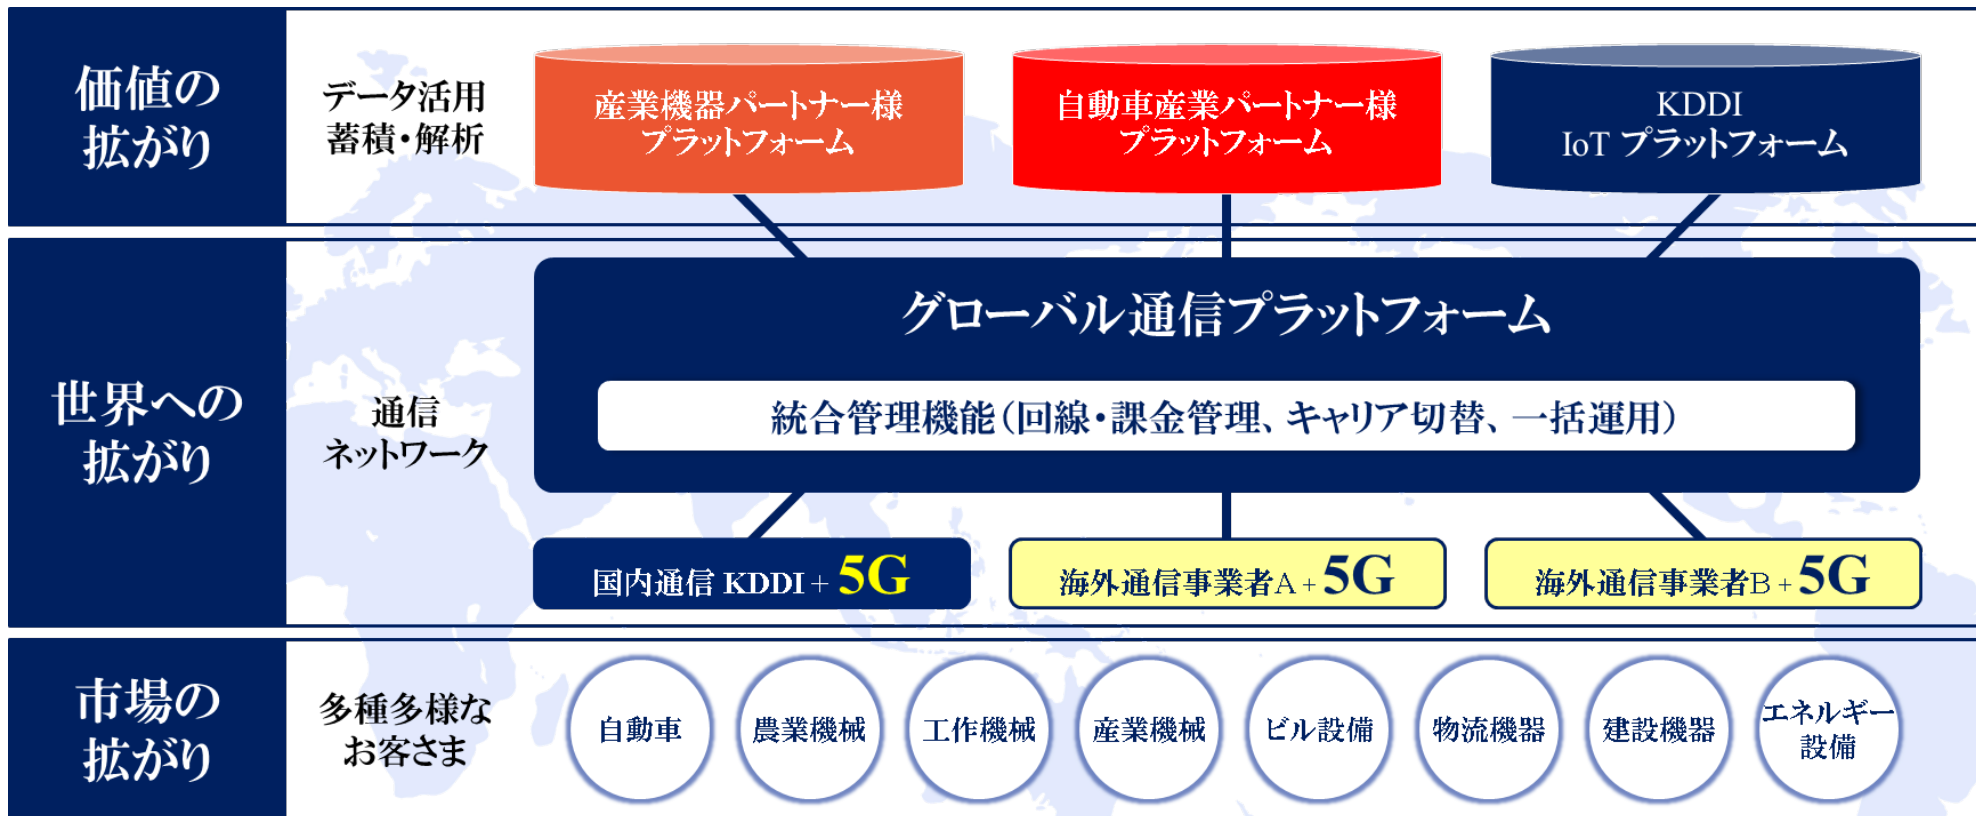 価値の
拡がり
データ活用
蓄積・解析
産業機器パートナー様
プラットフォーム
自動車産業パートナー様
プラットフォーム
KDDI
IoT プラットフォーム
世界への
拡がり
通信
ネットワーク
グローバル通信プラットフォーム
統合管理機能(回線・課金管理、キャリア切替、一括運用)
国内通信 KDDI + 5G
海外通信事業者A + 5G
海外通信事業者B + 5G
市場の
拡がり
多種多様な
お客さま
自動車
農業機械
工作機械
産業機械
ビル設備
物流機器
建設機器
エネルギー
設備